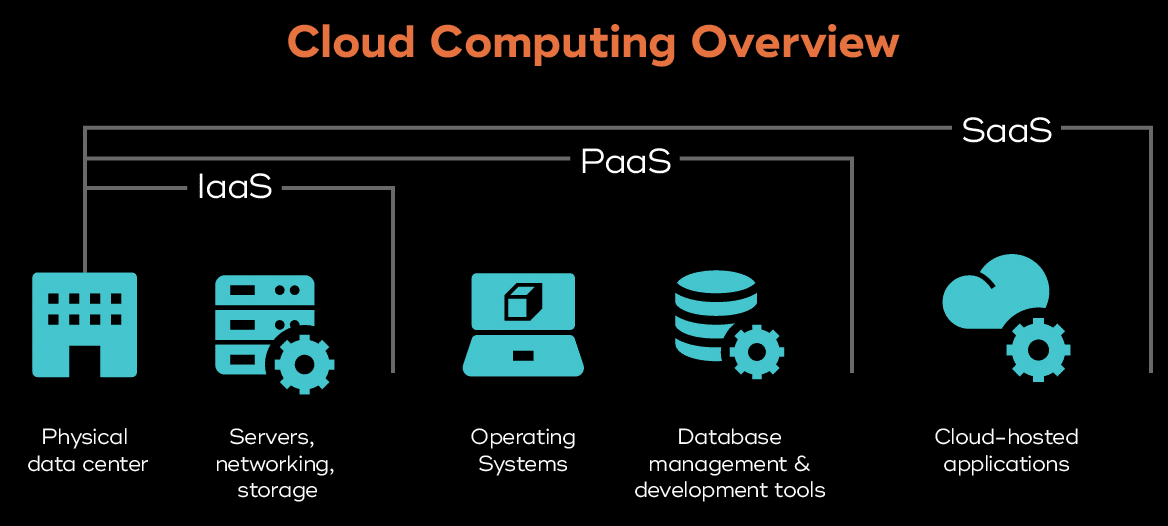 Cloud Computing Overview
SaaS
PaaS
IaaS
Physical
data center
Servers,
networking,
storage
Operating
Systems
Database
management &
development tools
Cloud-hosted
applications